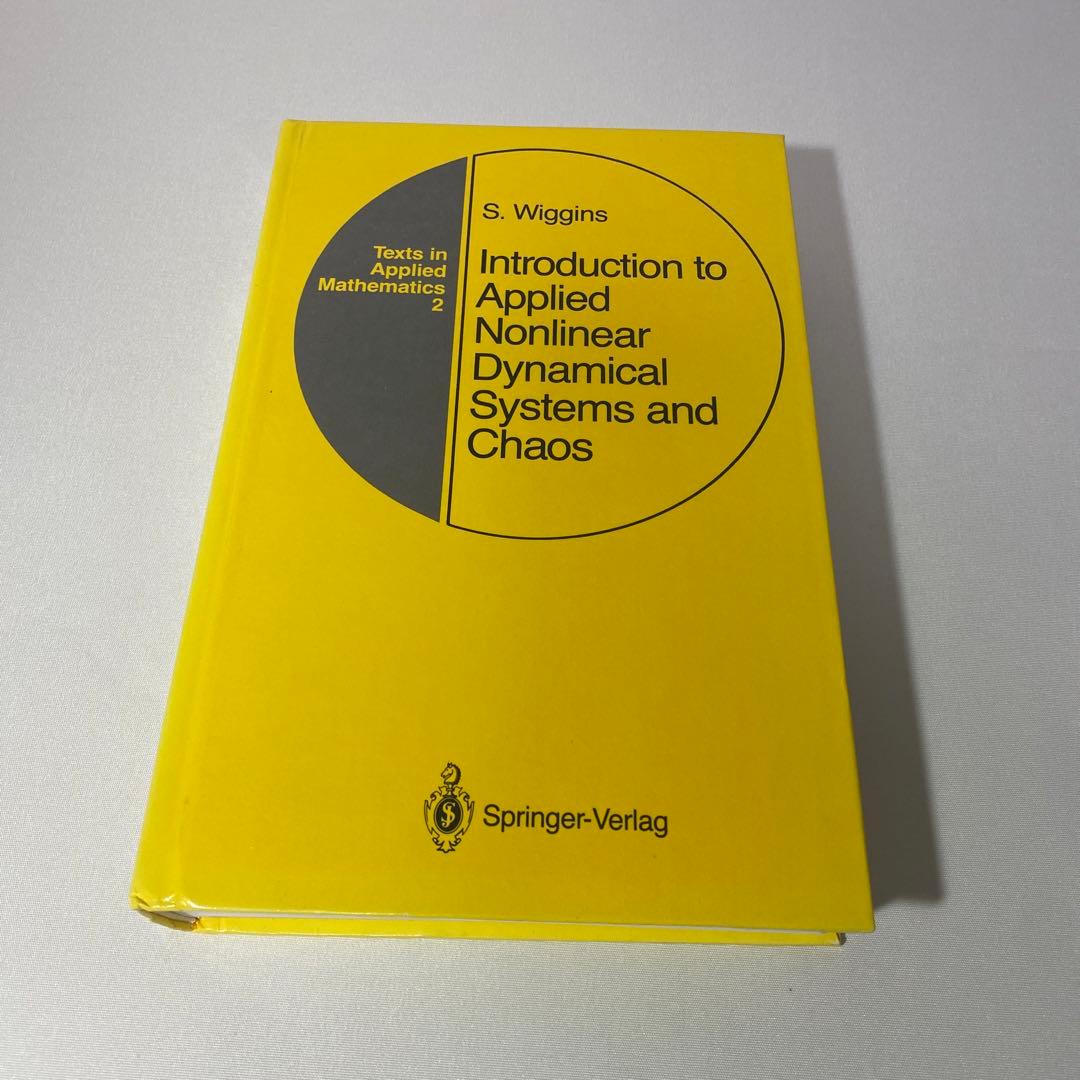 Texts in
Applied
Mathematics
2
S. Wiggins
Introduction to
Applied
Nonlinear
Dynamical
Systems and
Chaos
Springer-Verlag